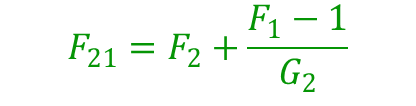 F₂₁ = F₂ + (F₁ − 1)/G₂